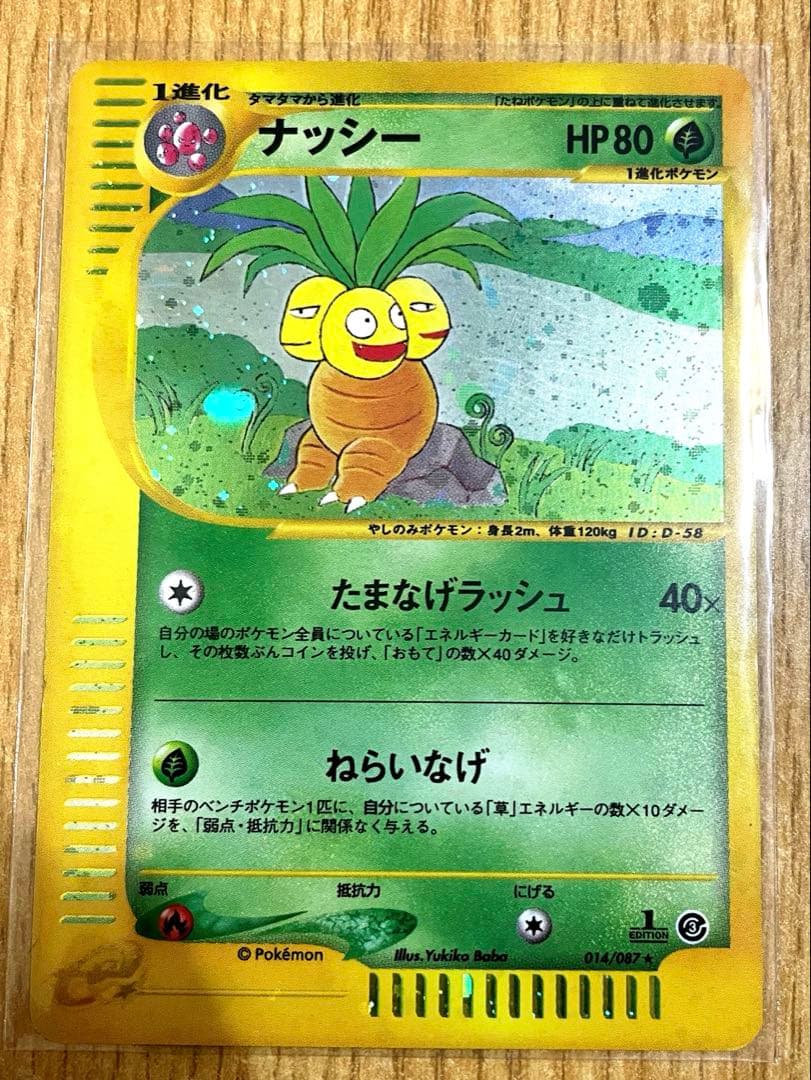 1進化
タマタマから進化
「たねポケモン」の上に重ねて進化させます。
ナッシー
HP80
1進化ポケモン
やしのみポケモン：身長2m、体重120kg ID:D-58
たまなげラッシュ 40×
自分の場のポケモン全員についている「エネルギーカード」を好きなだけトラッシュ
し、その枚数ぶんコインを投げ、「おもて」の数×40ダメージ。
ねらいなげ
相手のベンチポケモン1匹に、自分についている「草」エネルギーの数×10ダメー
ジを、「弱点・抵抗力」に関係なく与える。
弱点 抵抗力 にげる
1 EDITION
3
© Pokémon Illus.Yukiko Baba 014/087★